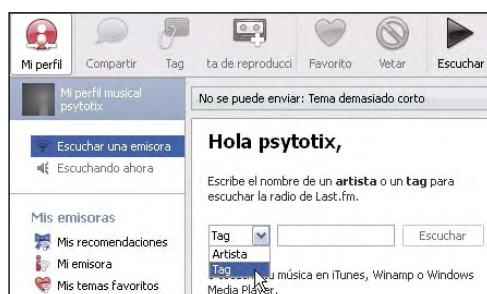 Mi perfil Compartir Tag ta de reproducci Favorito Vetar Escuchar
Mi perfil musical
psytotix
No se puede enviar: Tema demasiado corto
Escuchar una emisora
Escuchando ahora
Mis emisoras
Mis recomendaciones
Mi emisora
Mis temas favoritos
Hola psytotix,
Escribe el nombre de un artista o un tag para
escuchar la radio de Last.fm.
Tag Escuchar
Artista
Tag
música en iTunes, Winamp o Windows
Media Player.